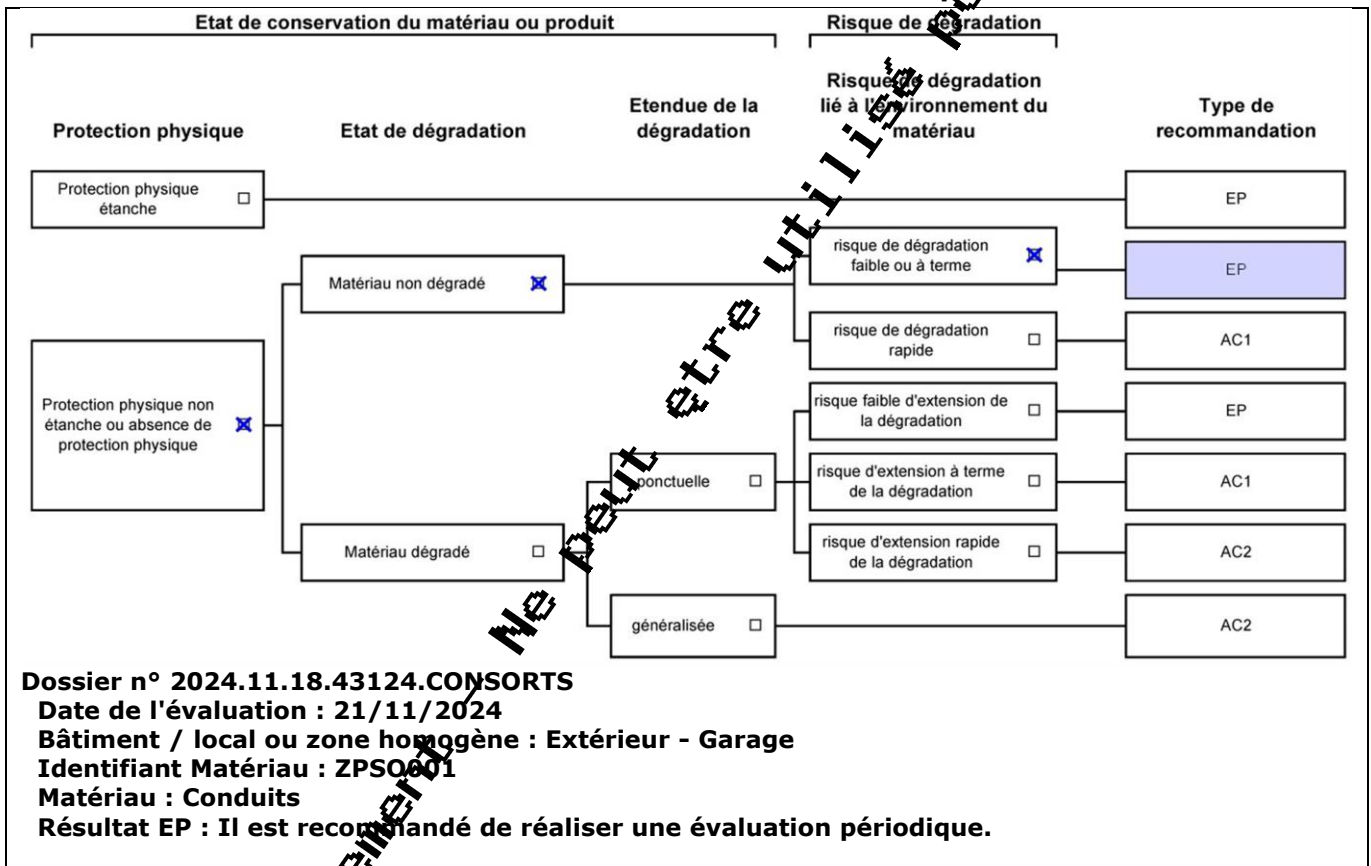 Etat de conservation du matériau ou produit
Risque de dégradation
Protection physique
Etat de dégradation
Etendue de la
dégradation
Risque de dégradation
lié à l'environnement du
matériau
Type de
recommandation
Protection physique
étanche
EP
Matériau non dégradé
risque de dégradation
faible ou à terme
EP
risque de dégradation
rapide
AC1
Protection physique non
étanche ou absence de
protection physique
risque faible d'extension de
la dégradation
EP
ponctuelle
risque d'extension à terme
de la dégradation
AC1
Matériau dégradé
risque d'extension rapide
de la dégradation
AC2
généralisée
AC2
Dossier n° 2024.11.18.43124.CONSORTS
Date de l'évaluation : 21/11/2024
Bâtiment / local ou zone homogène : Extérieur - Garage
Identifiant Matériau : ZPSO001
Matériau : Conduits
Résultat EP : Il est recommandé de réaliser une évaluation périodique.
Ne peut etre utilisé